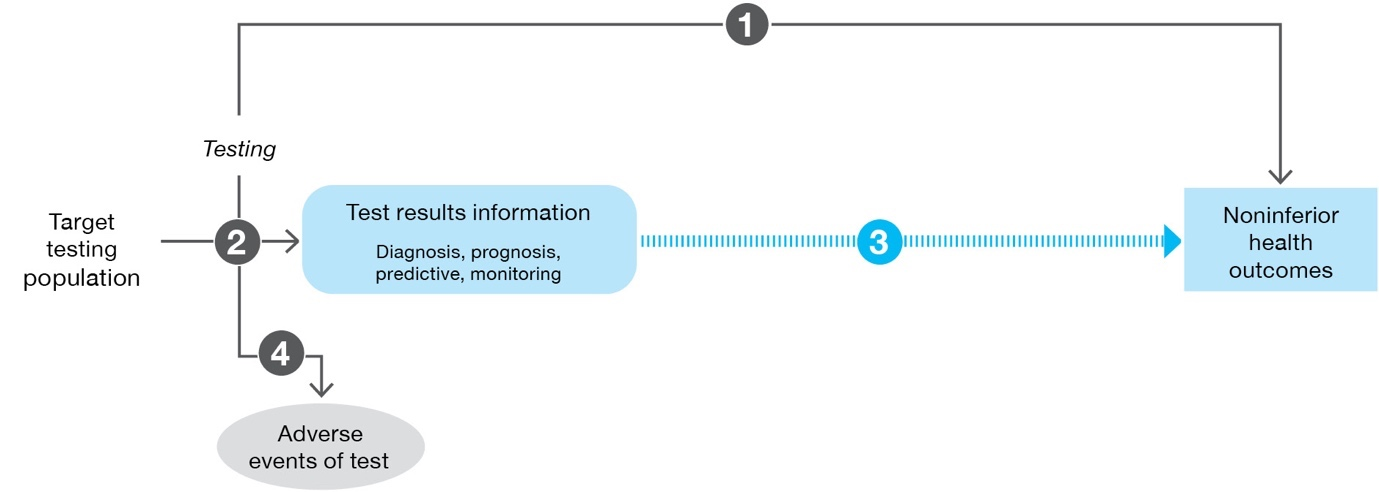 1
Testing
Target
testing
population
2
Test results information
Diagnosis, prognosis,
predictive, monitoring
3
Noninferior
health
outcomes
4
Adverse
events of test